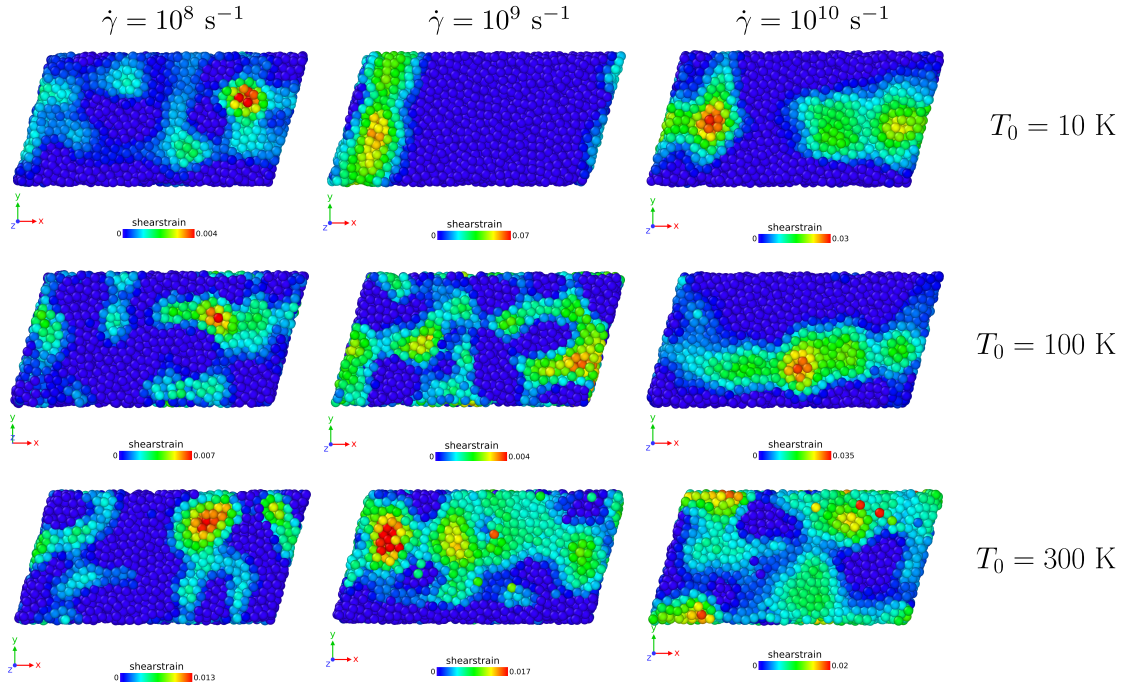 γ̇ = 10⁸ s⁻¹ γ̇ = 10⁹ s⁻¹ γ̇ = 10¹⁰ s⁻¹
T₀ = 10 K
y z x y z x y z x
shearstrain shearstrain shearstrain
0 0.004 0 0.07 0 0.03
T₀ = 100 K
y z x y z x y z x
shearstrain shearstrain shearstrain
0 0.007 0 0.004 0 0.035
T₀ = 300 K
y z x y z x y z x
shearstrain shearstrain shearstrain
0 0.013 0 0.017 0 0.02